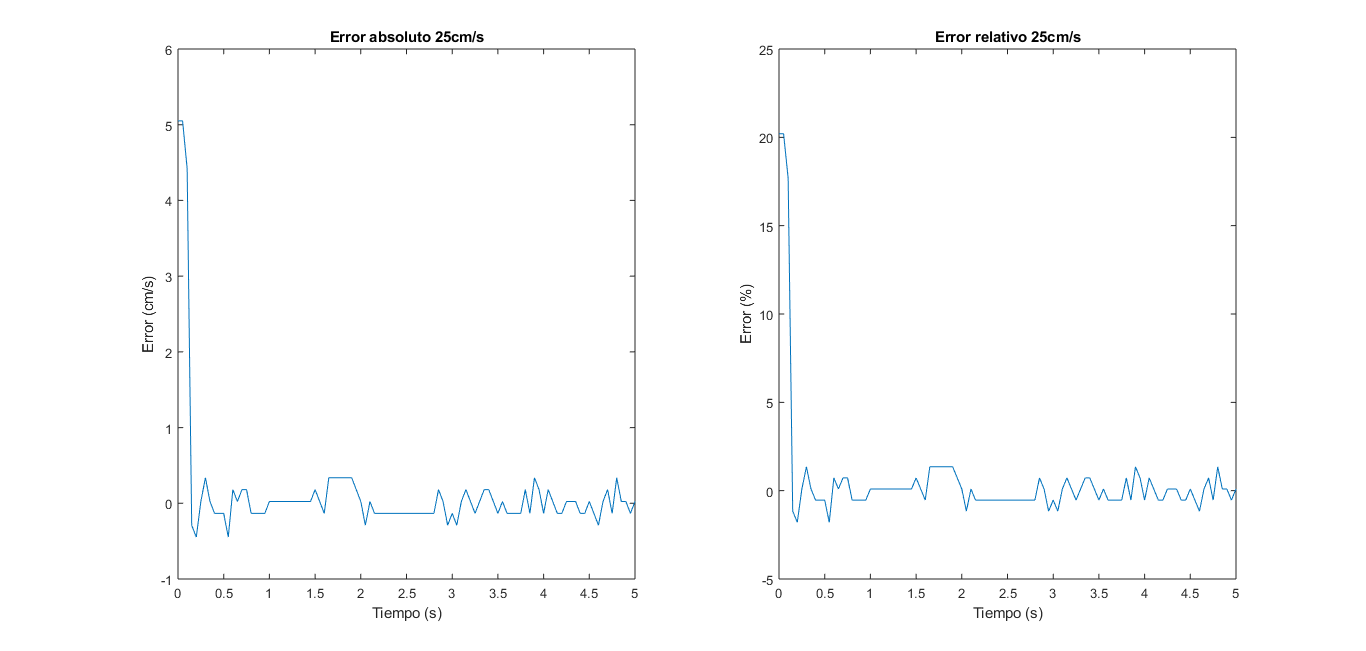 Error absoluto 25cm/s
6
5
4
3
2
1
0
-1
Error (cm/s)
0 0.5 1 1.5 2 2.5 3 3.5 4 4.5 5
Tiempo (s)
Error relativo 25cm/s
25
20
15
10
5
0
-5
Error (%)
0 0.5 1 1.5 2 2.5 3 3.5 4 4.5 5
Tiempo (s)